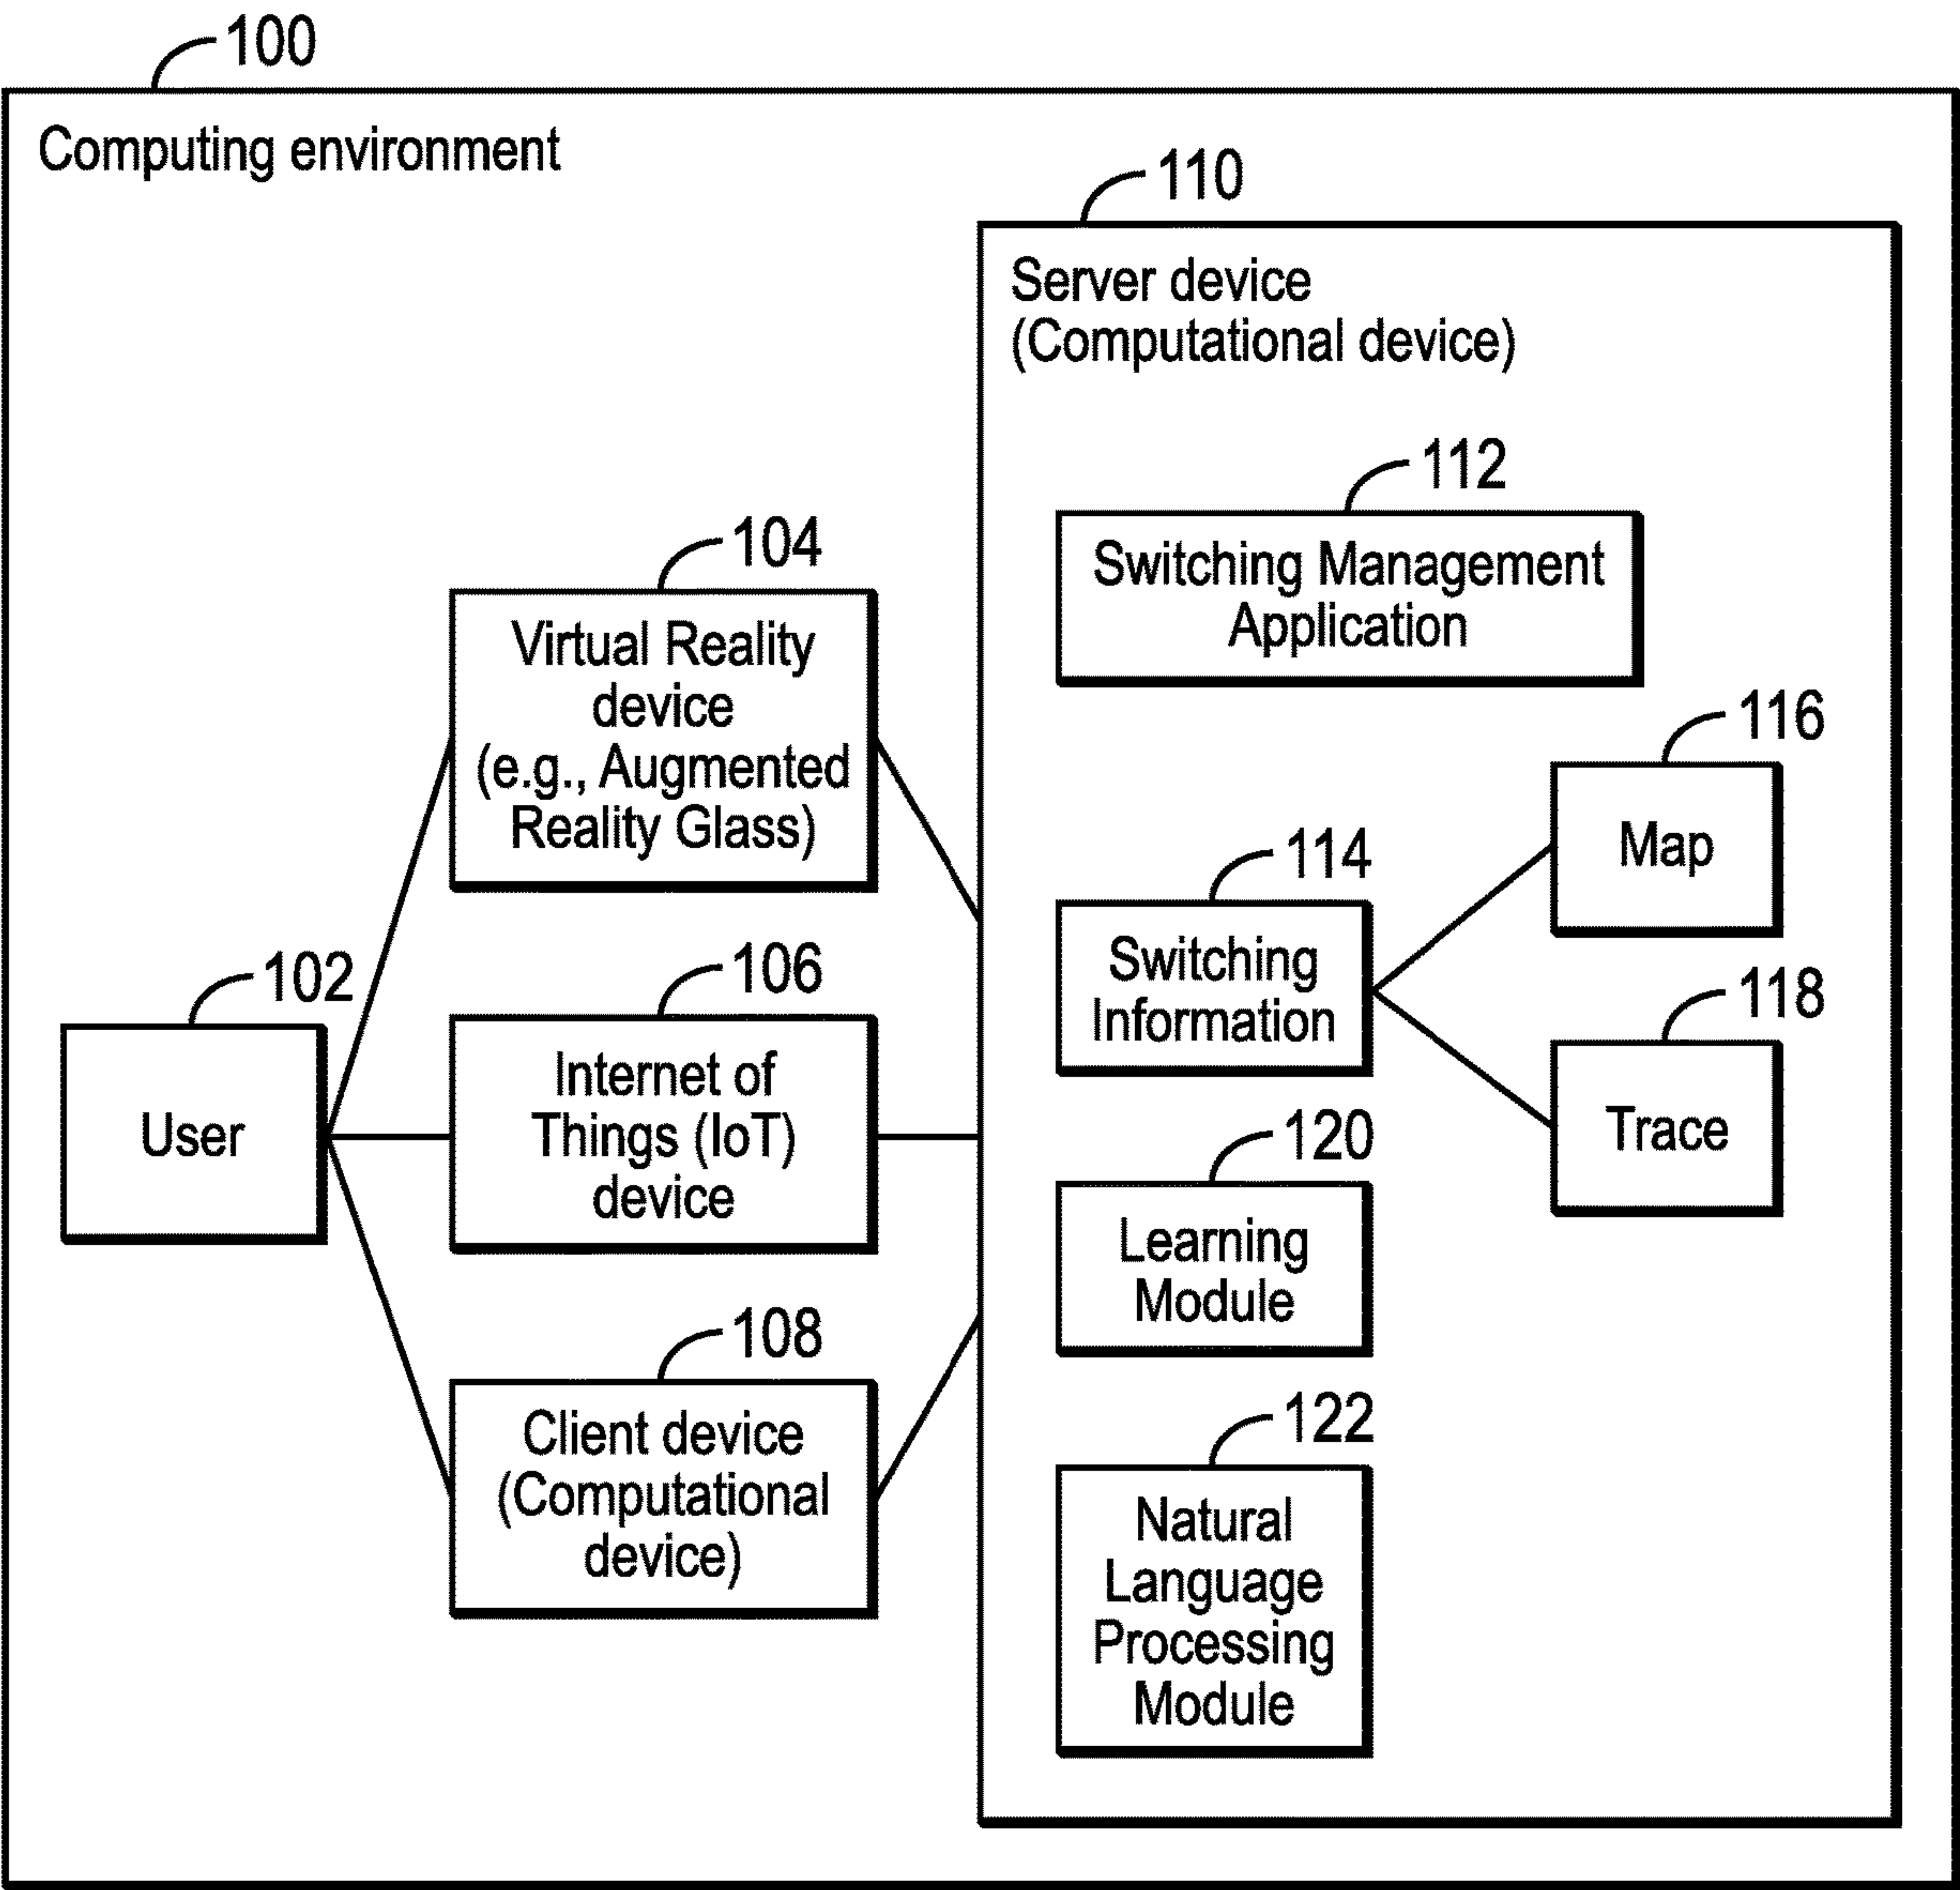 100
Computing environment
110
Server device
(Computational device)
112
Switching Management
Application
104
Virtual Reality
device
(e.g., Augmented
Reality Glass)
116
Map
114
Switching
Information
118
Trace
102
User
106
Internet of
Things (IoT)
device
120
Learning
Module
108
Client device
(Computational
device)
122
Natural
Language
Processing
Module